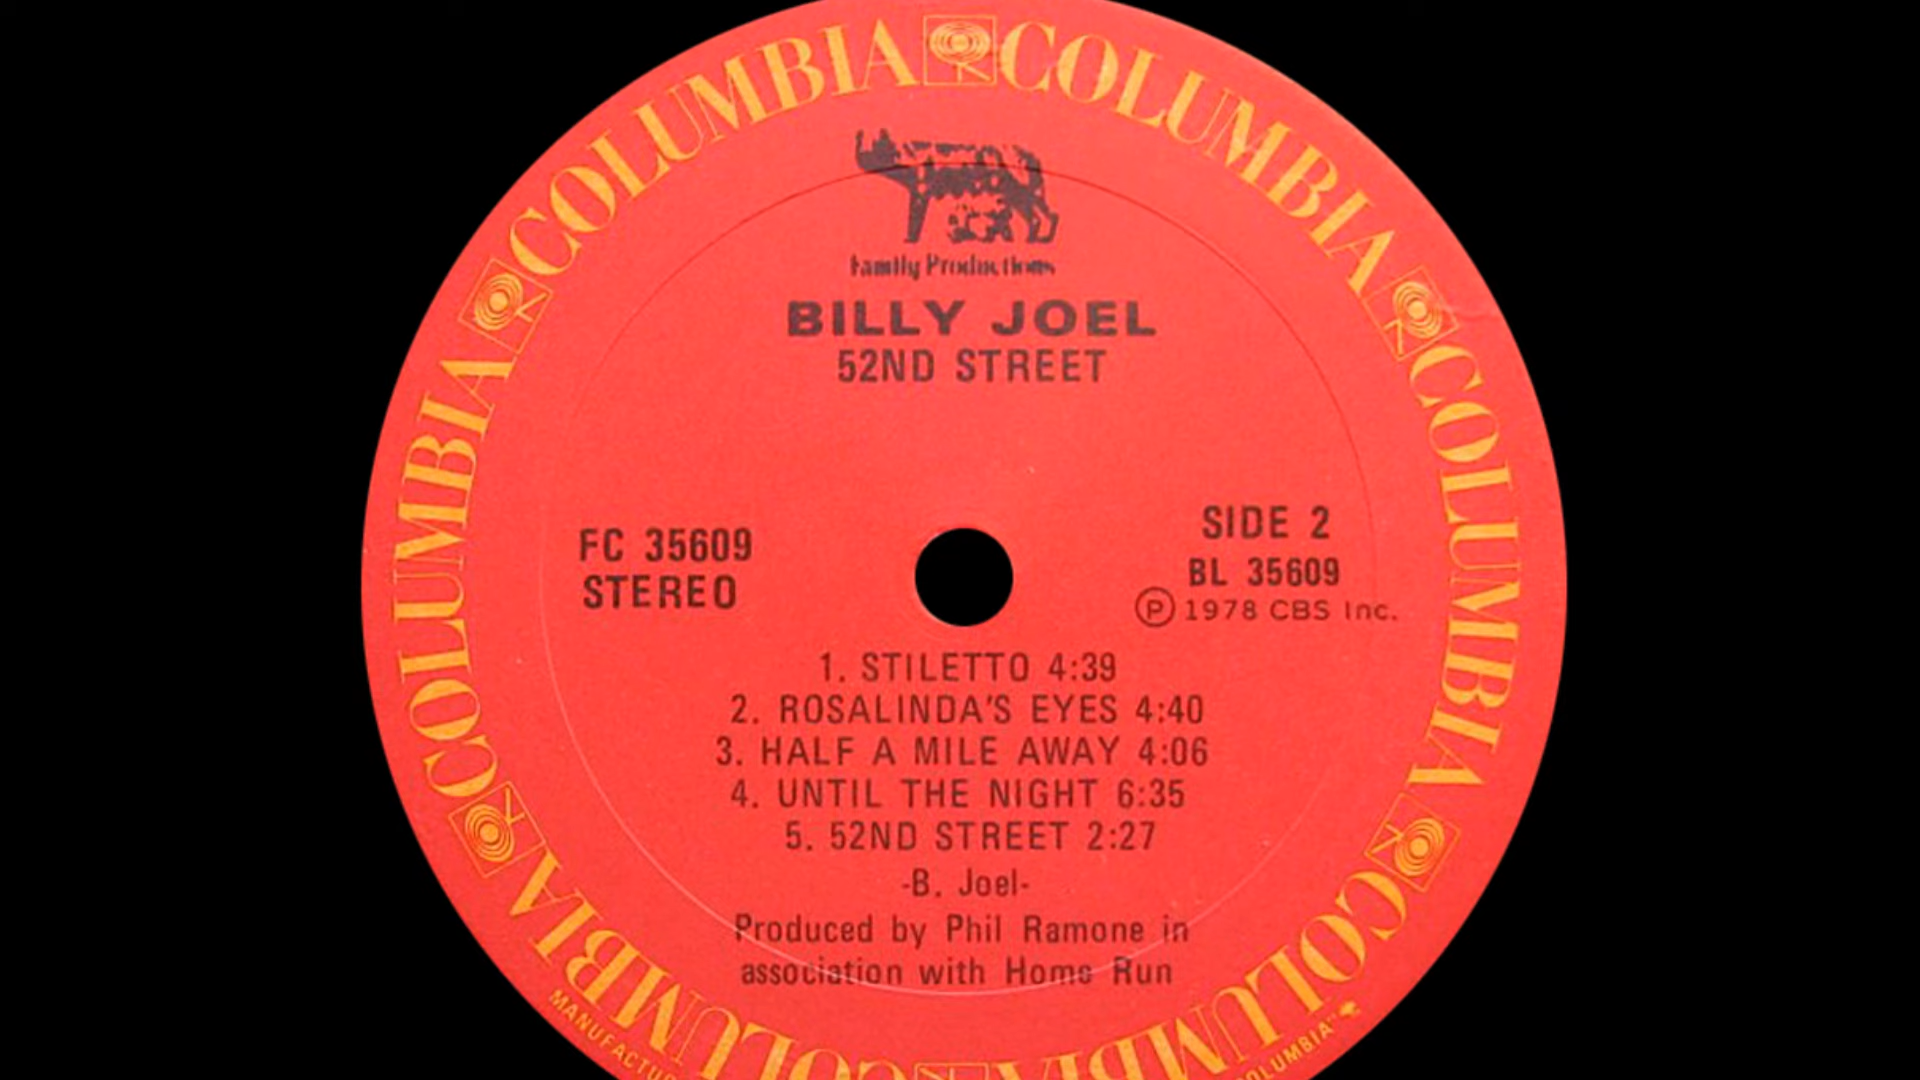 COLUMBIA COLUMBIA COLUMBIA COLUMBIA COLUMBIA COLUMBIA
Family Productions
BILLY JOEL
52ND STREET
FC 35609
STEREO
SIDE 2
BL 35609
Ⓟ 1978 CBS Inc.
1. STILETTO 4:39
2. ROSALINDA'S EYES 4:40
3. HALF A MILE AWAY 4:06
4. UNTIL THE NIGHT 6:35
5. 52ND STREET 2:27
-B. Joel-
Produced by Phil Ramone in
association with Home Run